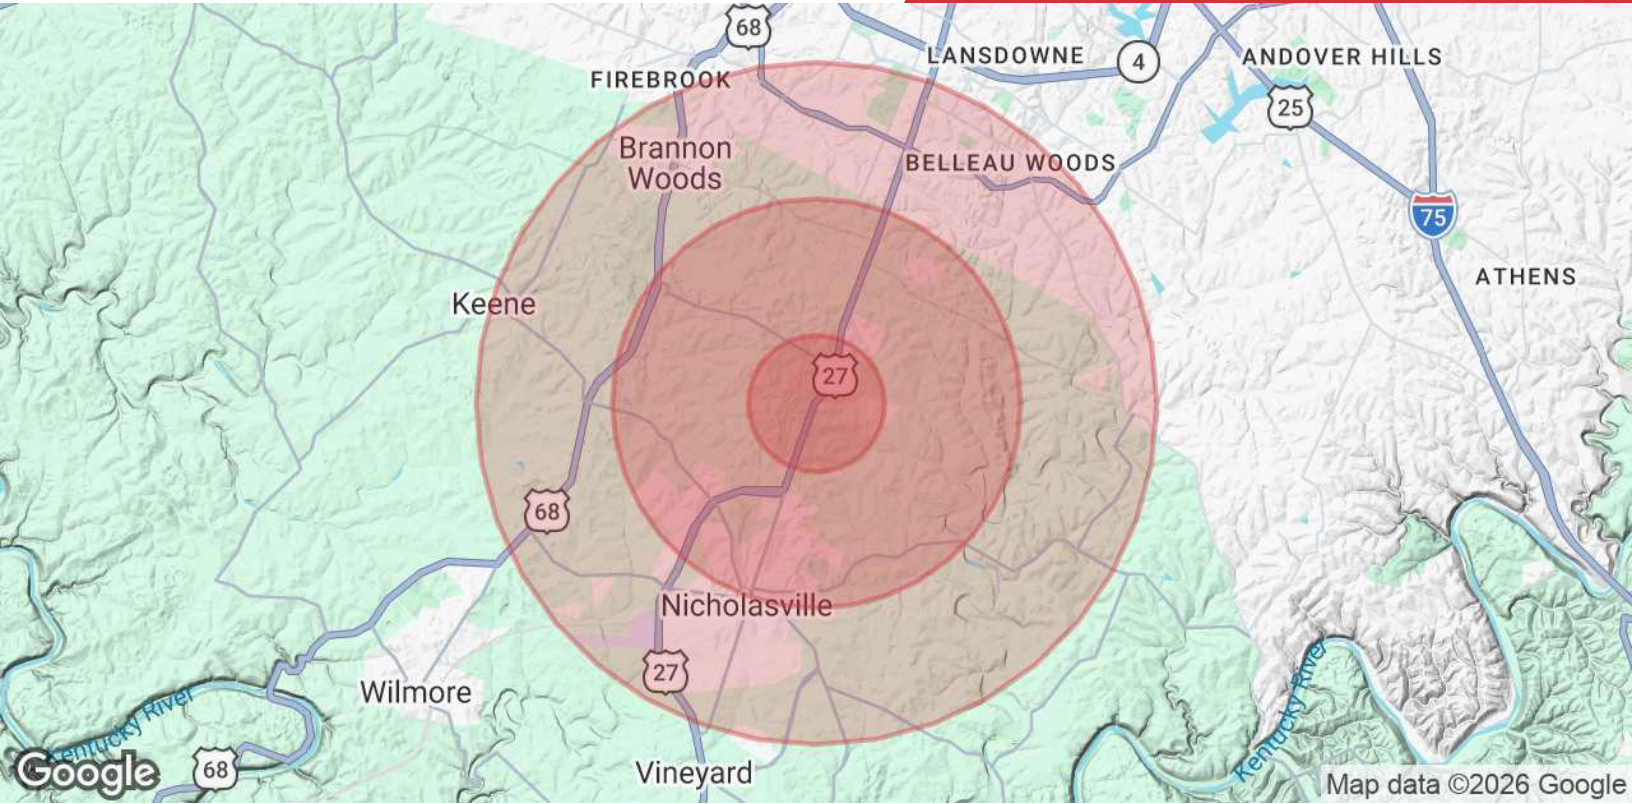 68
LANSDOWNE
4
ANDOVER HILLS
FIREBROOK
25
Brannon
Woods
BELLEAU WOODS
75
ATHENS
Keene
27
68
Nicholasville
27
Wilmore
Kentucky River
Kentucky River
Vineyard
68
Google
Map data ©2026 Google